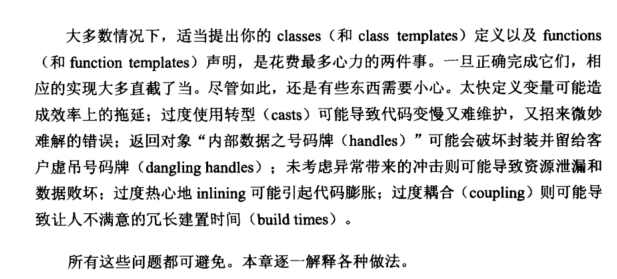 大多数情况下，适当提出你的 classes（和 class templates）定义以及 functions
（和 function templates）声明，是花费最多心力的两件事。一旦正确完成它们，相
应的实现大多直截了当。尽管如此，还是有些东西需要小心。太快定义变量可能造
成效率上的拖延；过度使用转型（casts）可能导致代码变慢又难维护，又招来微妙
难解的错误；返回对象“内部数据之号码牌（handles）”可能会破坏封装并留给客
户虚吊号码牌（dangling handles）；未考虑异常带来的冲击则可能导致资源泄漏和
数据败坏；过度热心地 inlining 可能引起代码膨胀；过度耦合（coupling）则可能导
致让人不满意的冗长建置时间（build times）。
所有这些问题都可避免。本章逐一解释各种做法。